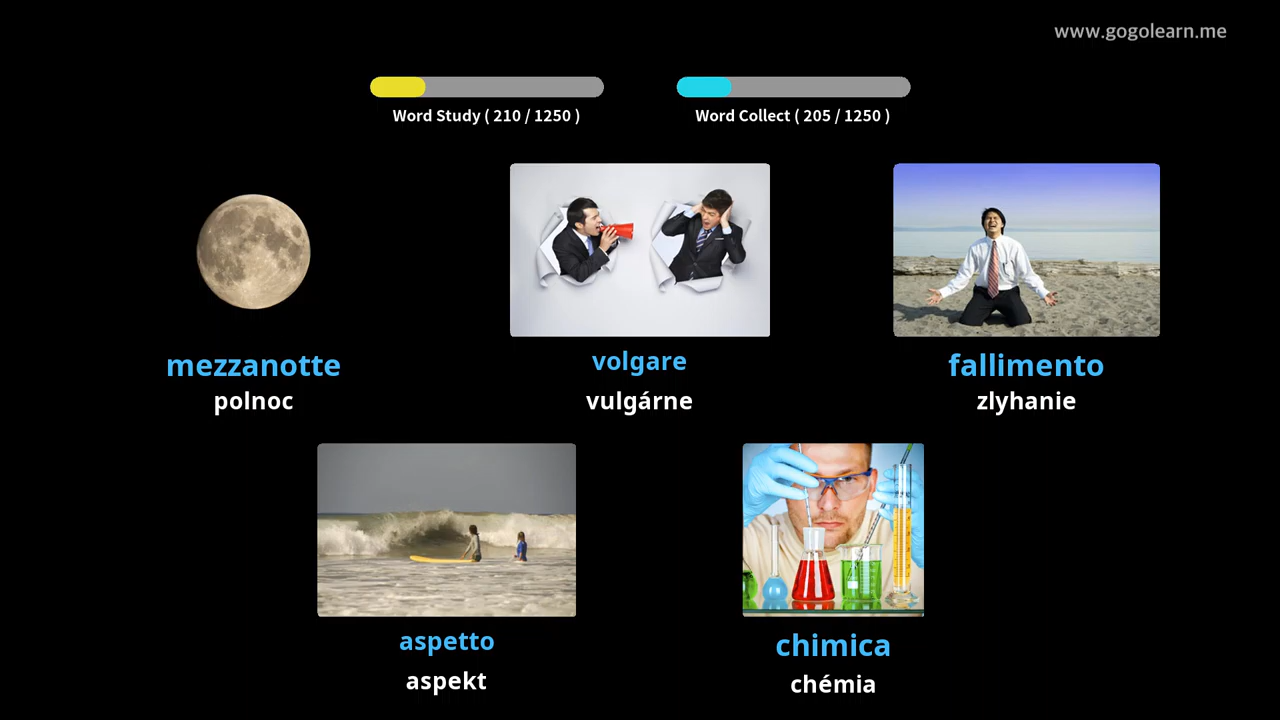 www.gogolearn.me
Word Study ( 210 / 1250 )
Word Collect ( 205 / 1250 )
mezzanotte
polnoc
volgare
vulgárne
fallimento
zlyhanie
aspetto
aspekt
chimica
chémia